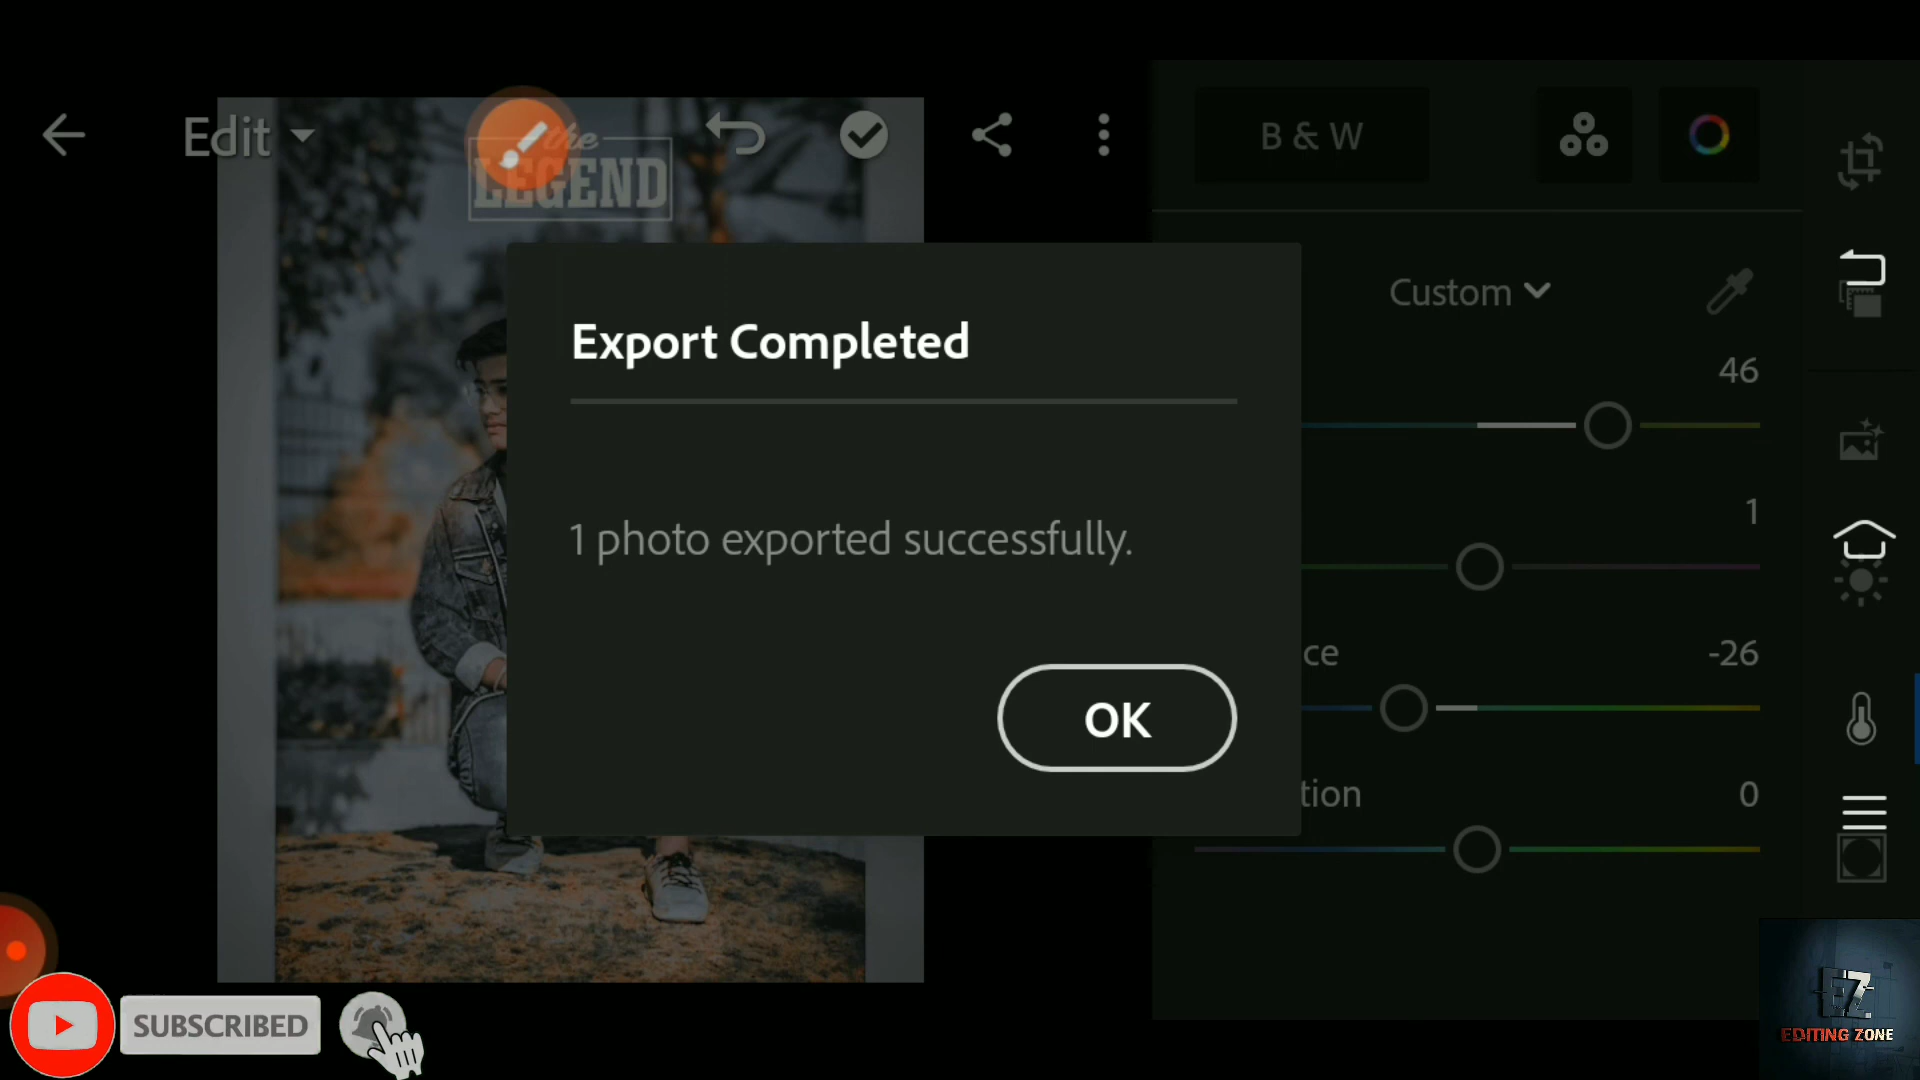 Edit
the
LEGEND
B & W
Custom
46
1
ce
-26
tion
0
Export Completed
1 photo exported successfully.
OK
SUBSCRIBED
EZ
EDITING ZONE